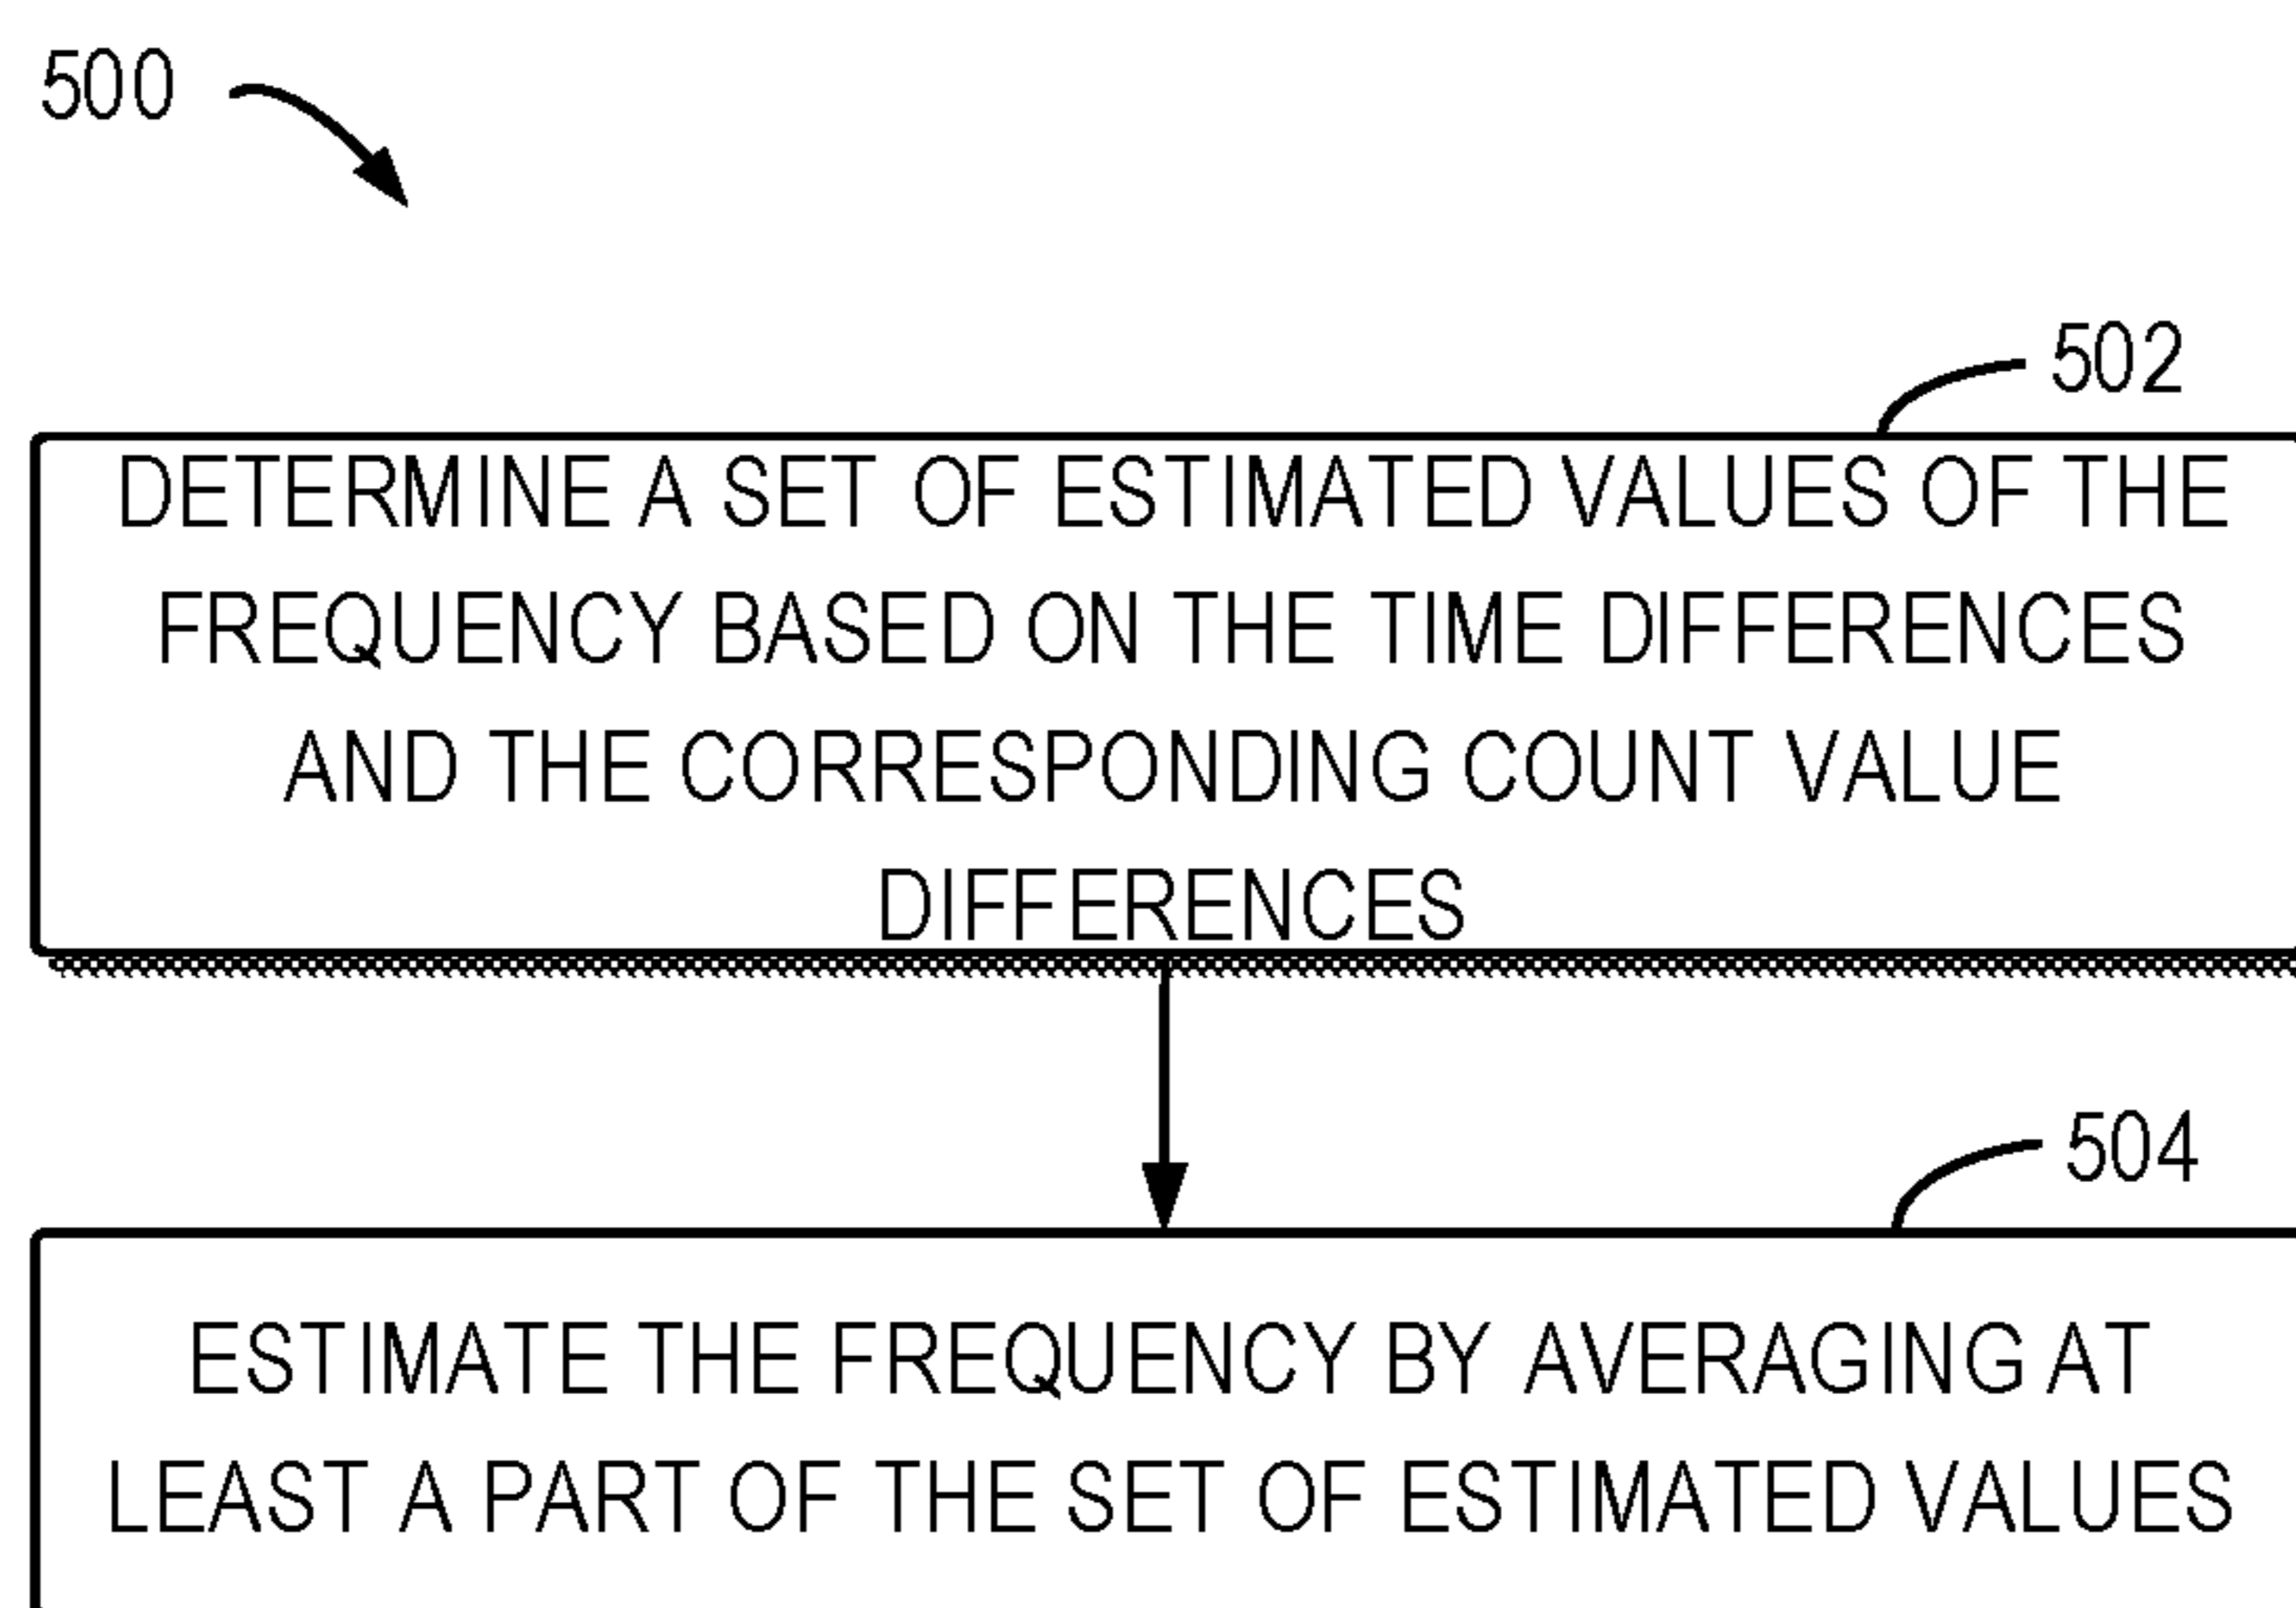 500
502
DETERMINE A SET OF ESTIMATED VALUES OF THE
FREQUENCY BASED ON THE TIME DIFFERENCES
AND THE CORRESPONDING COUNT VALUE
DIFFERENCES
504
ESTIMATE THE FREQUENCY BY AVERAGING AT
LEAST A PART OF THE SET OF ESTIMATED VALUES